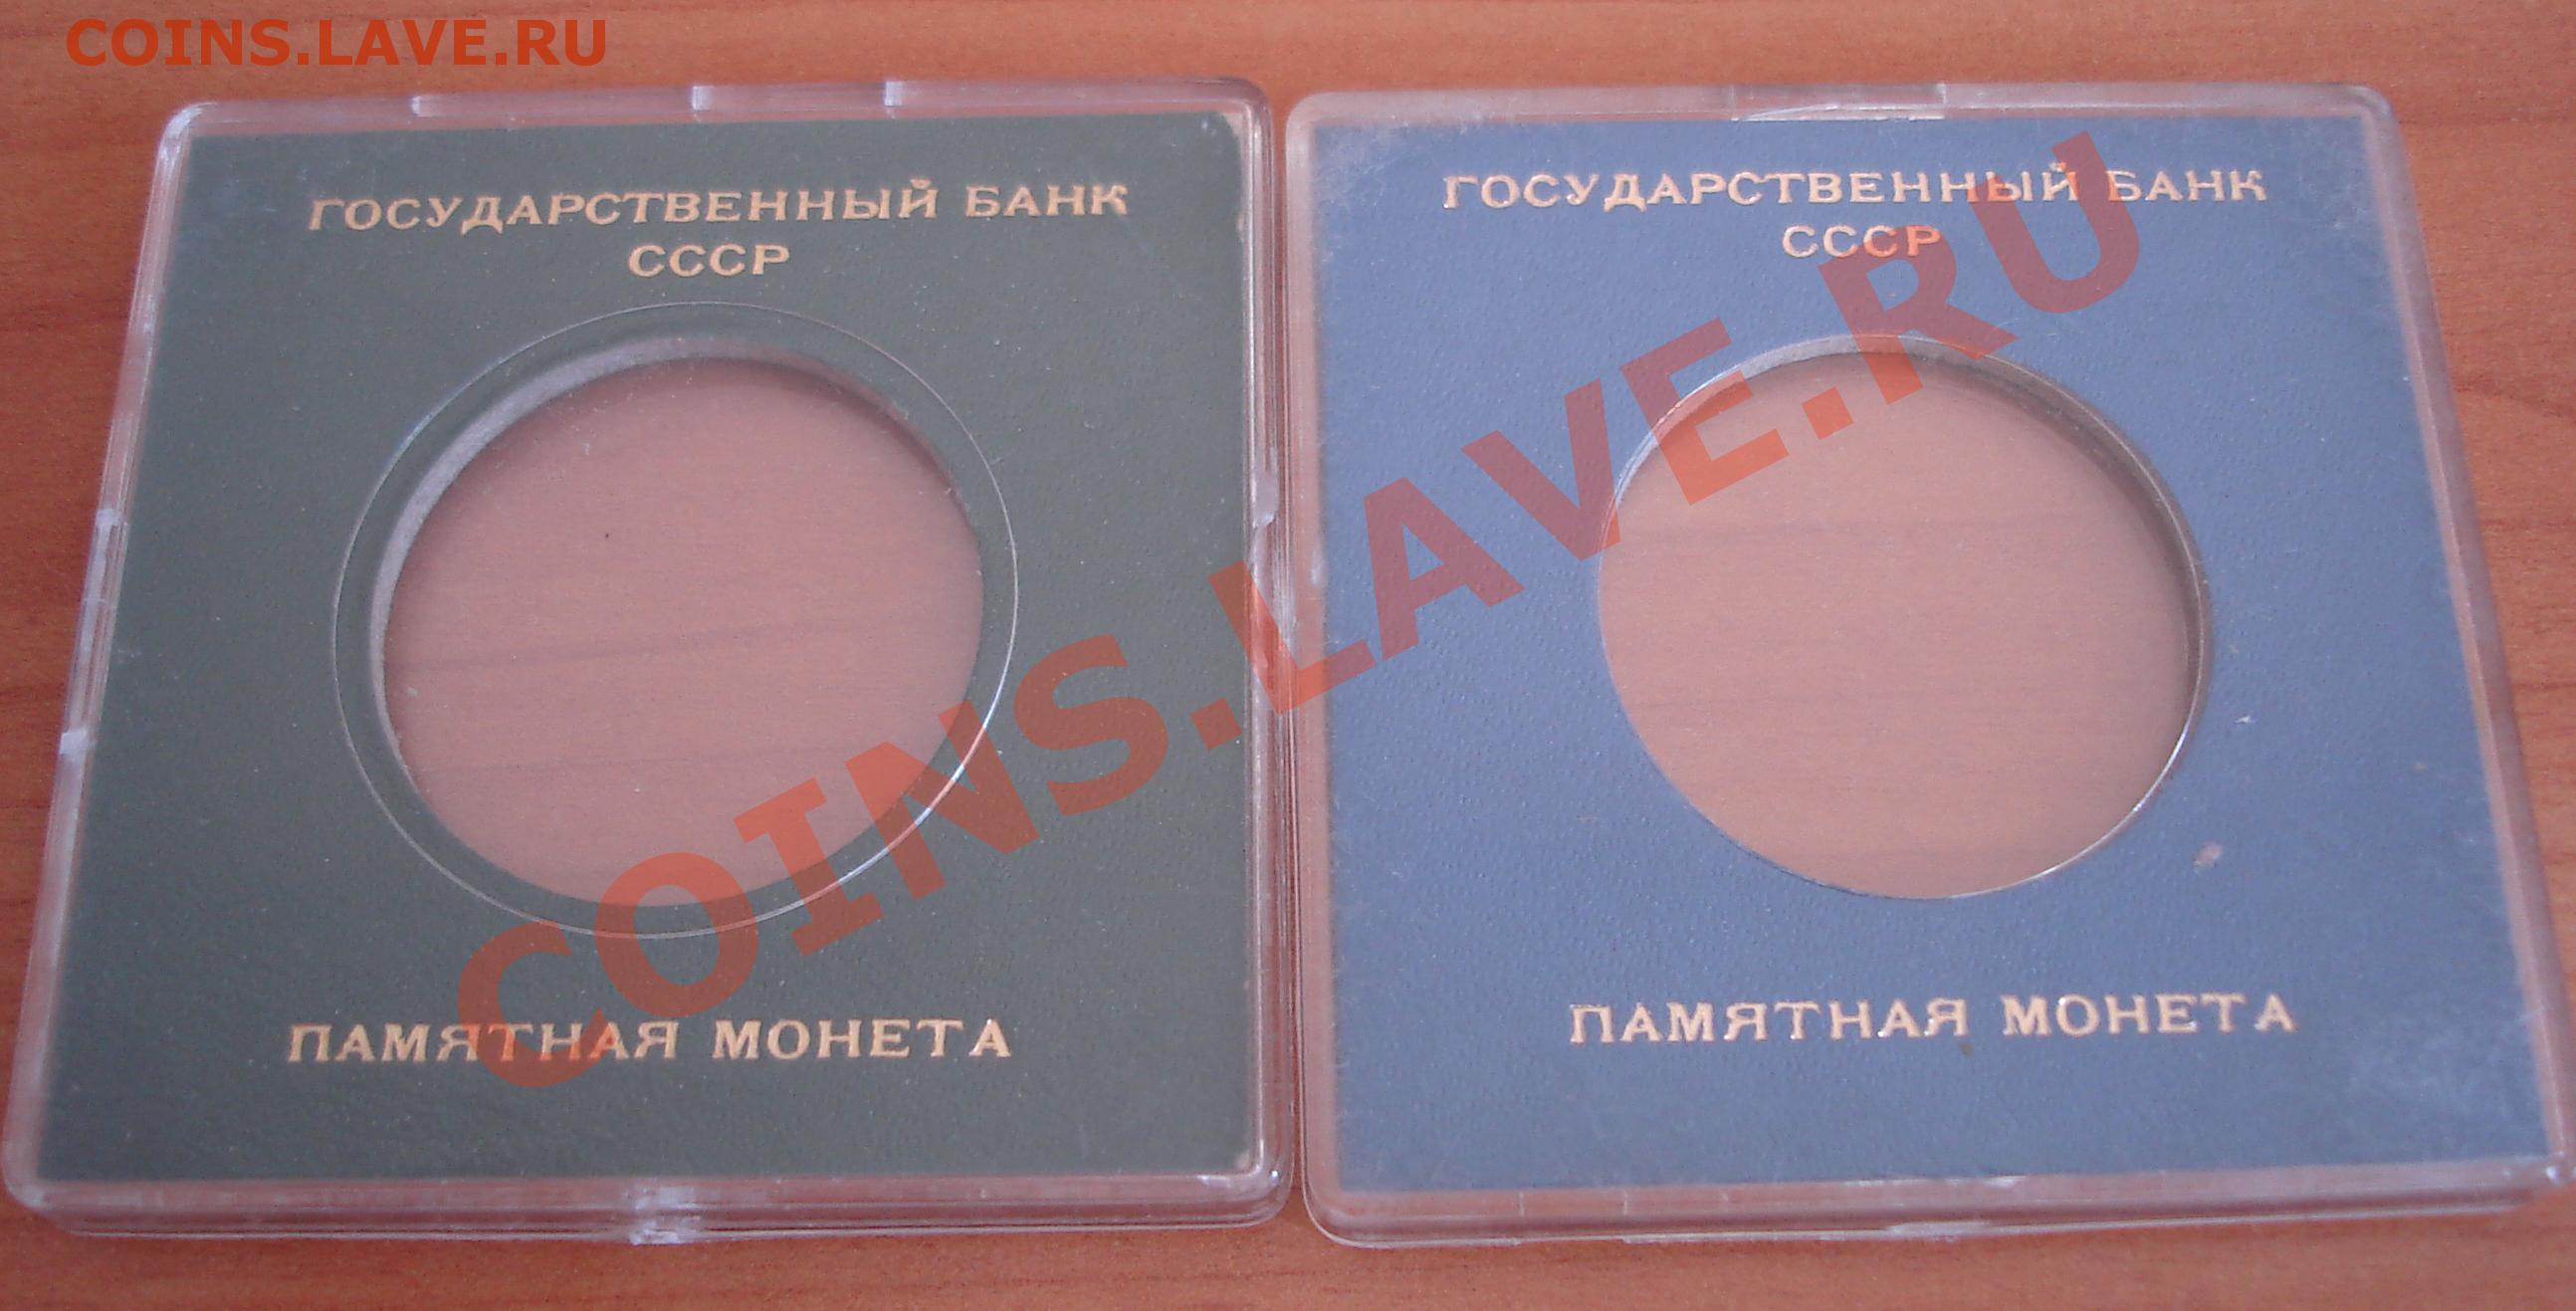 COINS.LAVE.RU
ГОСУДАРСТВЕННЫЙ БАНК
СССР
ПАМЯТНАЯ МОНЕТА
ГОСУДАРСТВЕННЫЙ БАНК
СССР
ПАМЯТНАЯ МОНЕТА
COINS.LAVE.RU